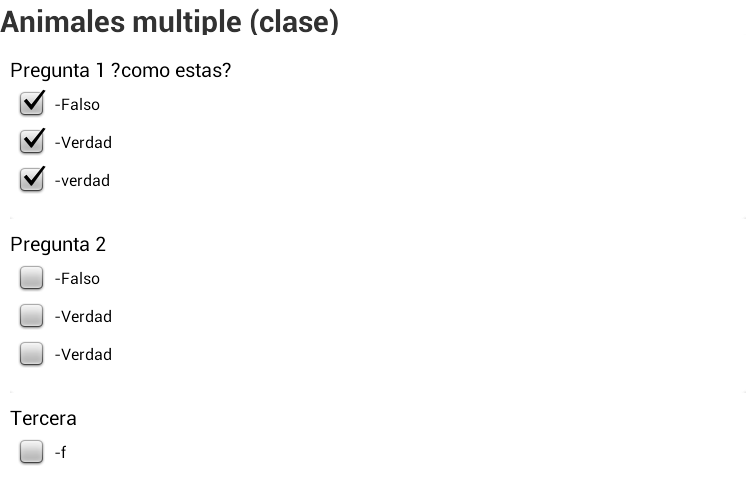 Animales multiple (clase)
Pregunta 1 ?como estas?
-Falso
-Verdad
-verdad
Pregunta 2
-Falso
-Verdad
-Verdad
Tercera
-f